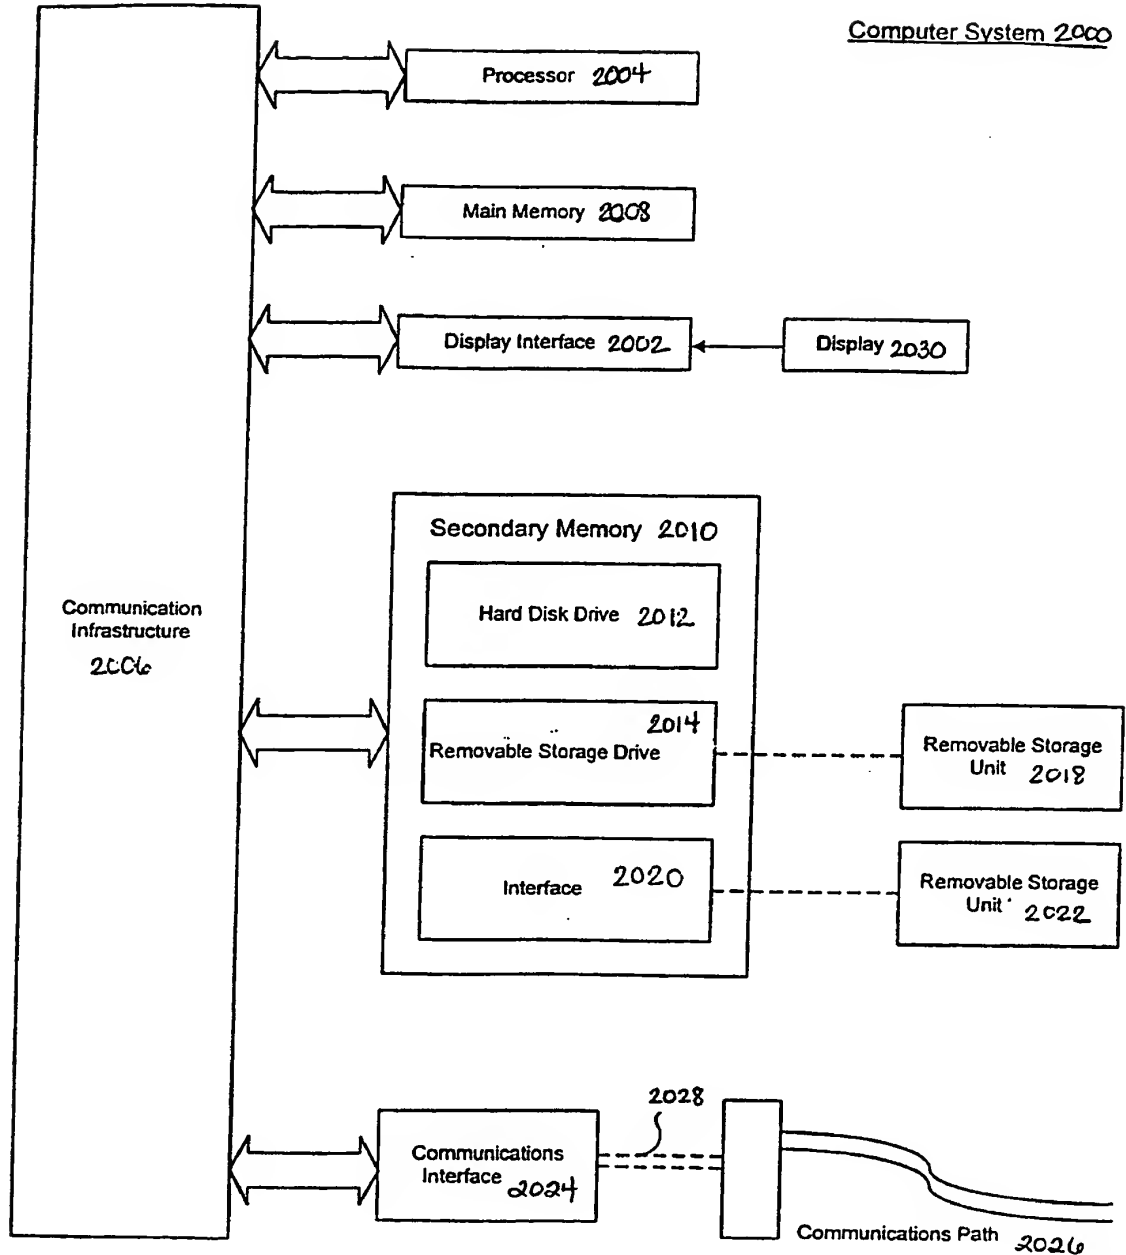 Computer System 2000
Processor 2004
Main Memory 2008
Display Interface 2002
Display 2030
Secondary Memory 2010
Hard Disk Drive 2012
Communication
Infrastructure
2006
2014
Removable Storage Drive
Removable Storage
Unit 2018
Interface 2020
Removable Storage
Unit 2022
2028
Communications
Interface 2024
Communications Path 2026